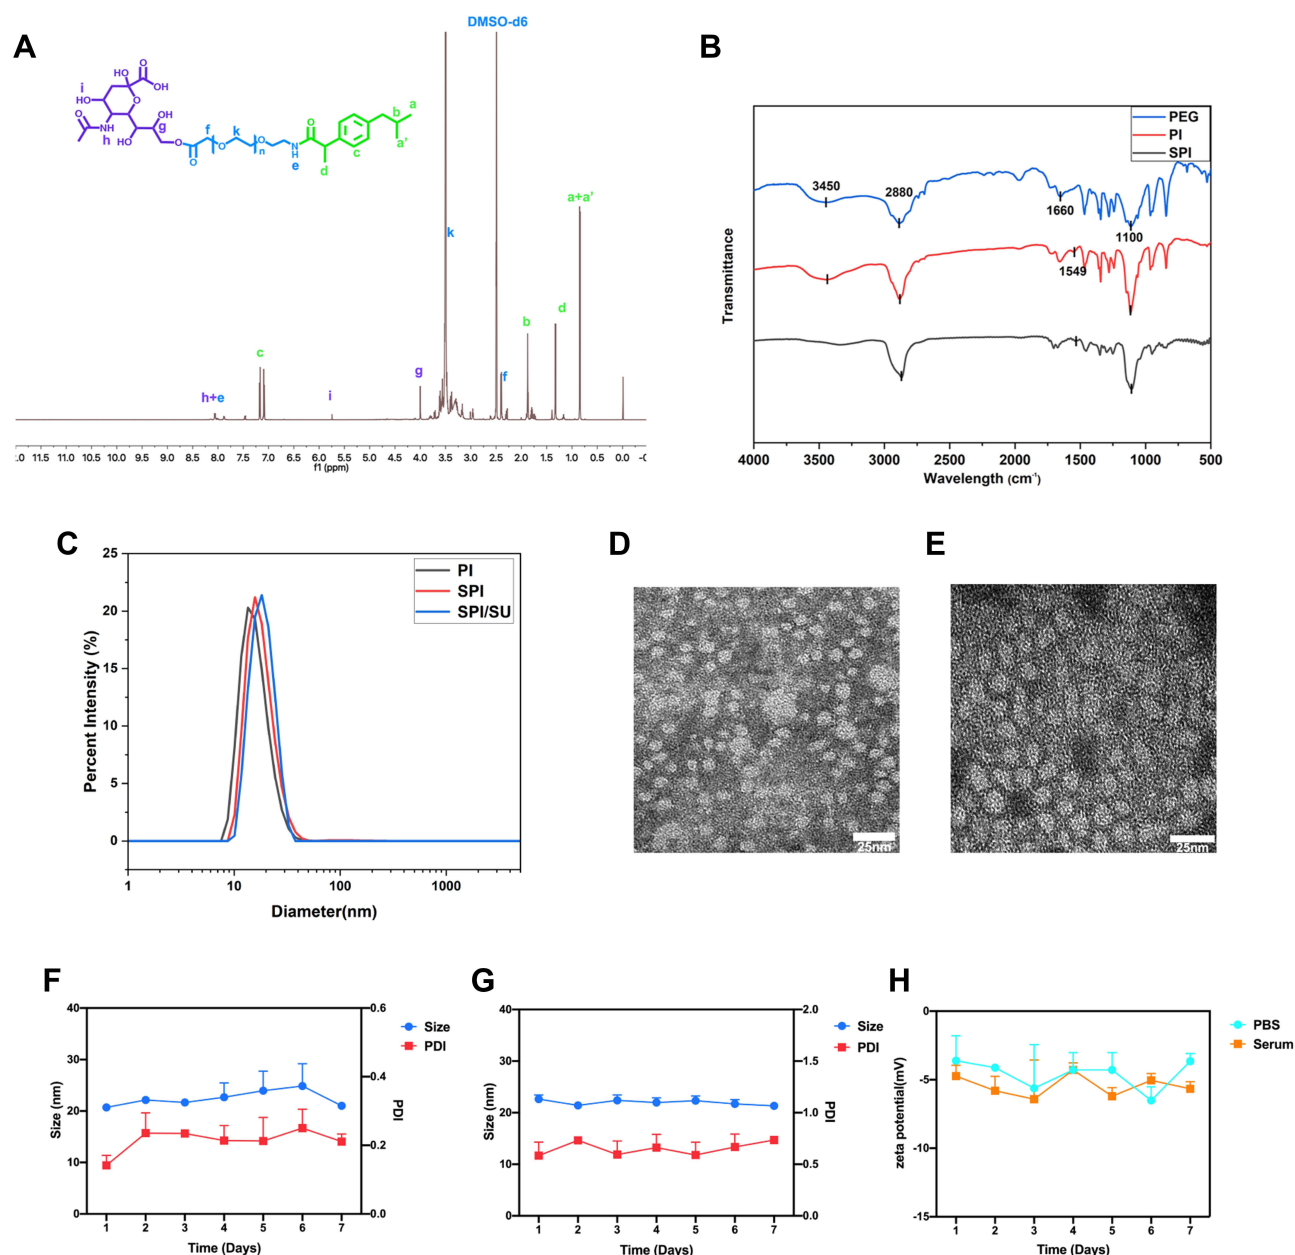 A
DMSO-d6
HO
O
OH
HO
i
HO
O
O
NH
h
g
OH
HO
O
O
f
O
k
O
n
N
H
e
O
d
c
b
a
a'
k
a+a'
b
d
c
g
f
h+e
i
:.0 11.5 11.0 10.5 10.0 9.5 9.0 8.5 8.0 7.5 7.0 6.5 6.0 5.5 5.0 4.5 4.0 3.5 3.0 2.5 2.0 1.5 1.0 0.5 0.0 -0
f1 (ppm)
B
PEG
PI
SPI
3450
2880
1660
1100
1549
Transmittance
4000 3500 3000 2500 2000 1500 1000 500
Wavelength (cm-1)
C
PI
SPI
SPI/SU
25
20
15
10
5
0
Percent Intensity (%)
1 10 100 1000
Diameter(nm)
D
25nm
E
25nm
F
40
30
20
10
0
Size (nm)
0.6
0.4
0.2
0.0
PDI
Size
PDI
1 2 3 4 5 6 7
Time (Days)
G
40
30
20
10
0
Size (nm)
2.0
1.5
1.0
0.5
0.0
PDI
Size
PDI
1 2 3 4 5 6 7
Time (Days)
H
0
-5
-10
-15
zeta potential(mV)
PBS
Serum
1 2 3 4 5 6 7
Time (Days)